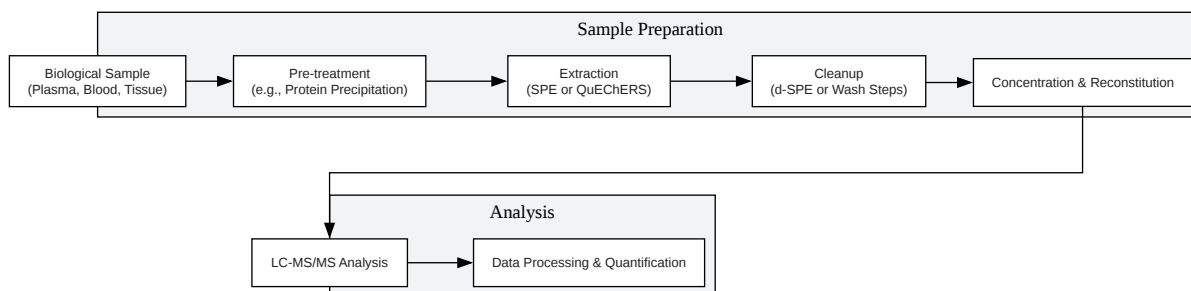 Sample Preparation
Biological Sample
(Plasma, Blood, Tissue)
Pre-treatment
(e.g., Protein Precipitation)
Extraction
(SPE or QuEChERS)
Cleanup
(d-SPE or Wash Steps)
Concentration & Reconstitution
Analysis
LC-MS/MS Analysis
Data Processing & Quantification